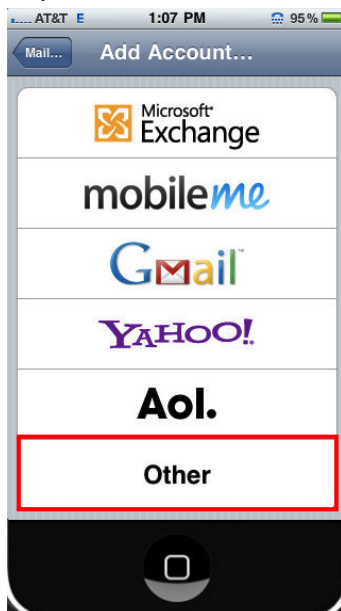 AT&T E 1:07 PM 95%
Mail... Add Account...
Microsoft
Exchange
mobileme
Gmail
YAHOO!
Aol.
Other